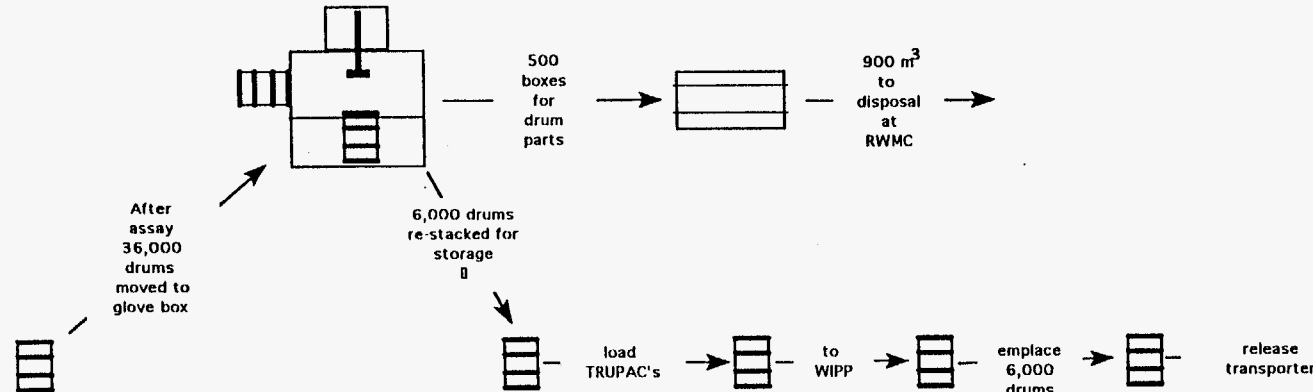 500
boxes
for
drum
parts
900 m3
to
disposal
at
RWMC
After
assay
36,000
drums
moved to
glove box
6,000 drums
re-stacked for
storage
load
TRUPAC's
to
WIPP
emplace
6,000
drums
release